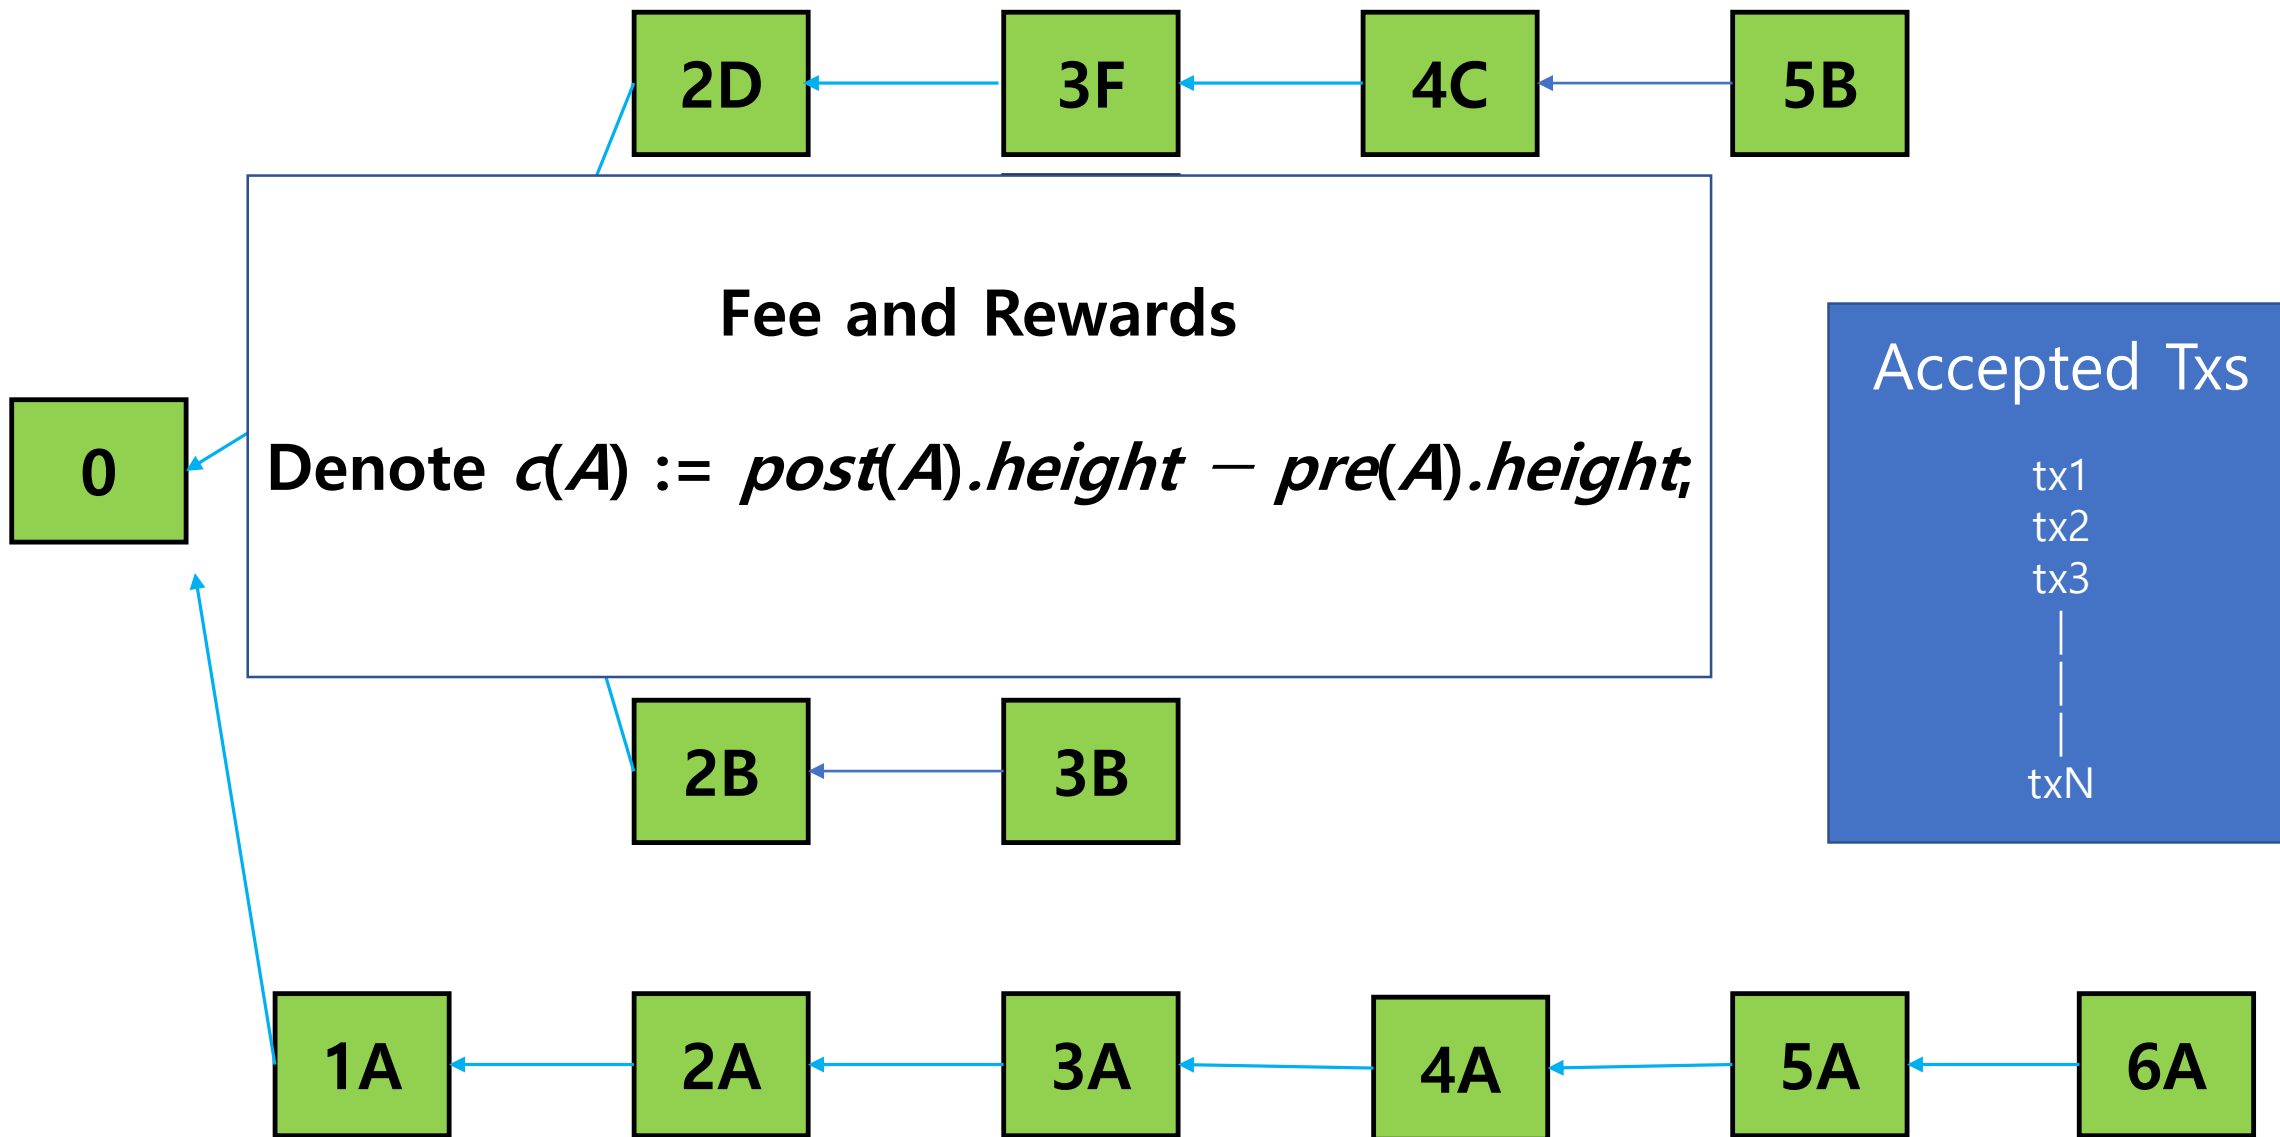 2D
3F
4C
5B
Fee and Rewards
Denote c(A) := post(A).height − pre(A).height;
0
Accepted Txs
tx1
tx2
tx3
|
|
|
txN
2B
3B
1A
2A
3A
4A
5A
6A